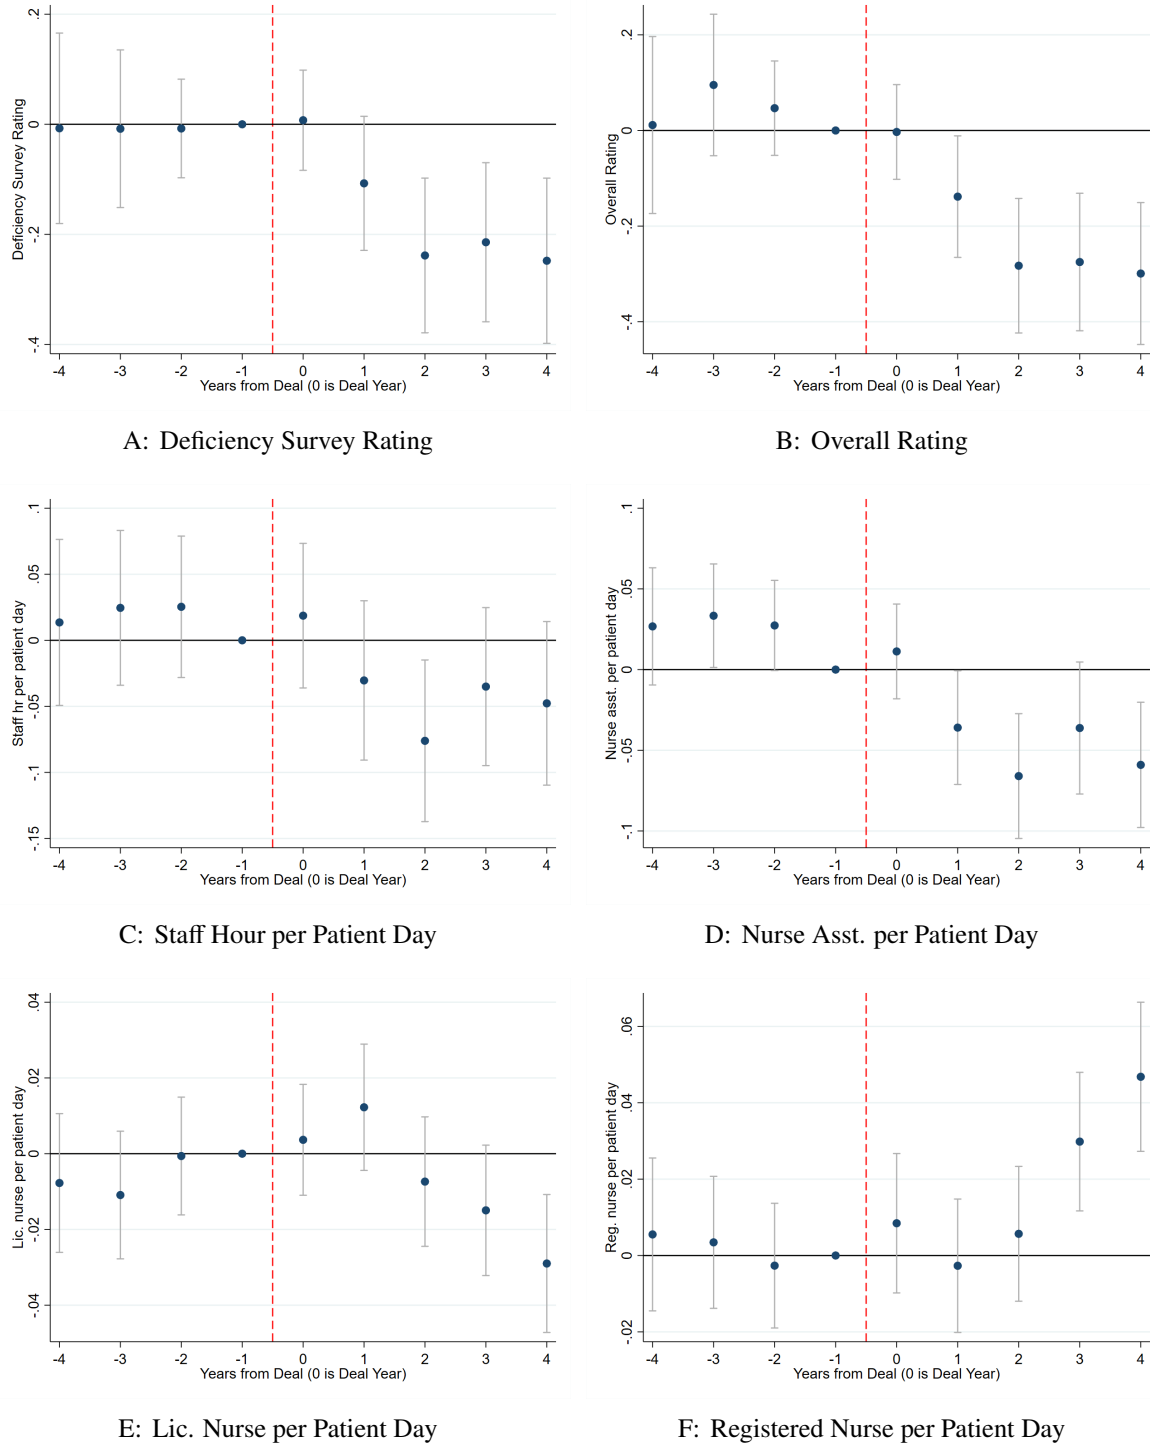 Deficiency Survey Rating
.2
0
-.2
-.4
-4 -3 -2 -1 0 1 2 3 4
Years from Deal (0 is Deal Year)
A: Deficiency Survey Rating
Overall Rating
.2
0
-.2
-.4
-4 -3 -2 -1 0 1 2 3 4
Years from Deal (0 is Deal Year)
B: Overall Rating
Staff hr per patient day
.1
.05
0
-.05
-.1
-.15
-4 -3 -2 -1 0 1 2 3 4
Years from Deal (0 is Deal Year)
C: Staff Hour per Patient Day
Nurse asst. per patient day
.1
.05
0
-.05
-.1
-4 -3 -2 -1 0 1 2 3 4
Years from Deal (0 is Deal Year)
D: Nurse Asst. per Patient Day
Lic. nurse per patient day
.04
.02
0
-.02
-.04
-4 -3 -2 -1 0 1 2 3 4
Years from Deal (0 is Deal Year)
E: Lic. Nurse per Patient Day
Reg. nurse per patient day
.06
.04
.02
0
-.02
-4 -3 -2 -1 0 1 2 3 4
Years from Deal (0 is Deal Year)
F: Registered Nurse per Patient Day